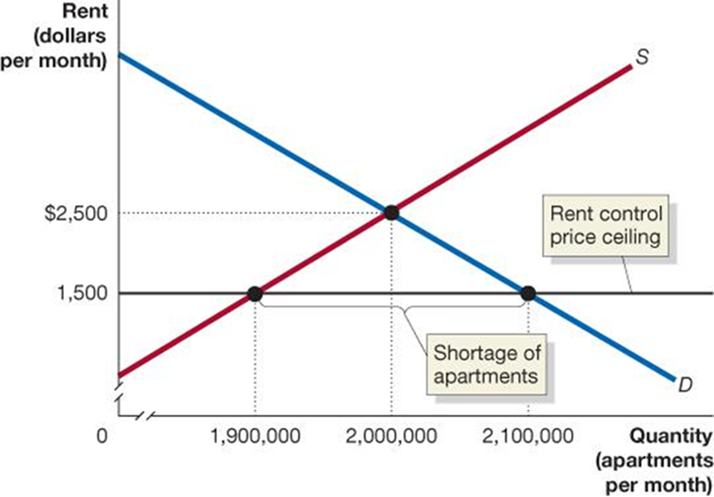 Rent
(dollars
per month)
S
$2,500
Rent control
price ceiling
1,500
Shortage of
apartments
D
0
1,900,000
2,000,000
2,100,000
Quantity
(apartments
per month)